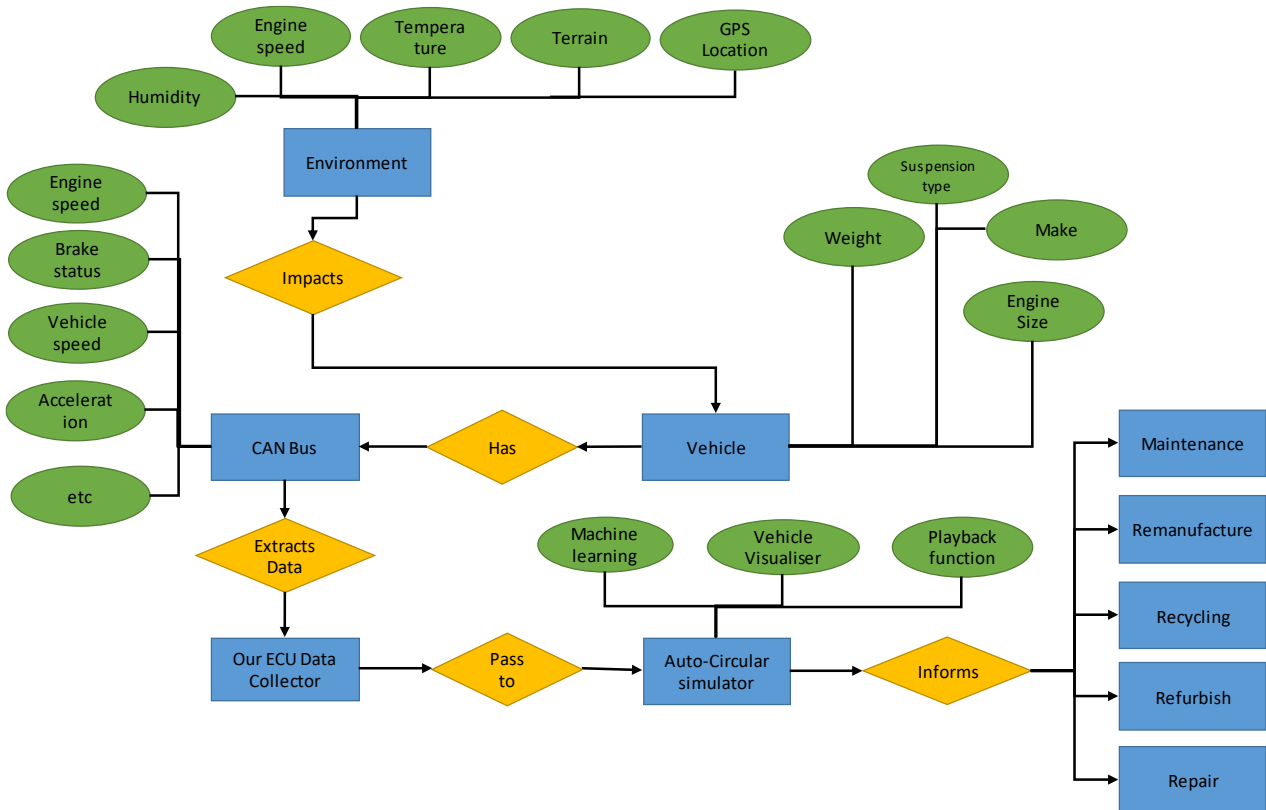 Engine
speed
Tempera
ture
Terrain
GPS
Location
Humidity
Environment
Engine
speed
Brake
status
Vehicle
speed
Accelerat
ion
etc
Impacts
Suspension
type
Weight
Make
Engine
Size
CAN Bus
Has
Vehicle
Extracts
Data
Machine
learning
Vehicle
Visualiser
Playback
function
Our ECU Data
Collector
Pass
to
Auto-Circular
simulator
Informs
Maintenance
Remanufacture
Recycling
Refurbish
Repair